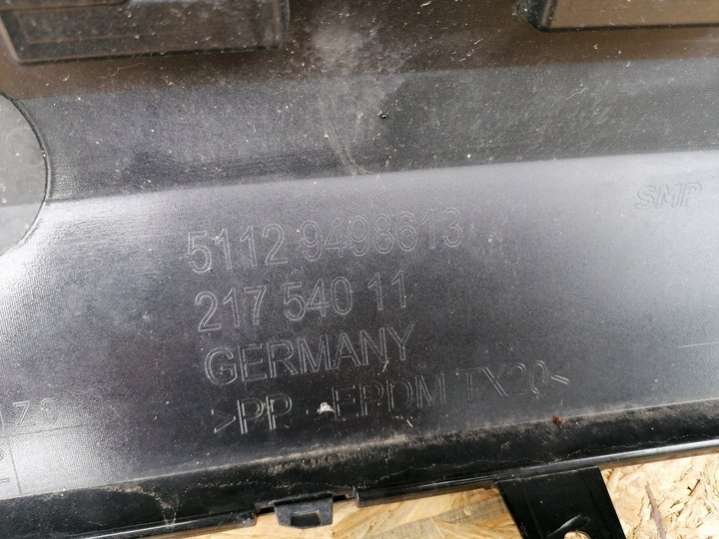 SMP
5112 9498613
217 540 11
GERMANY
>PP + EPDM TX20<